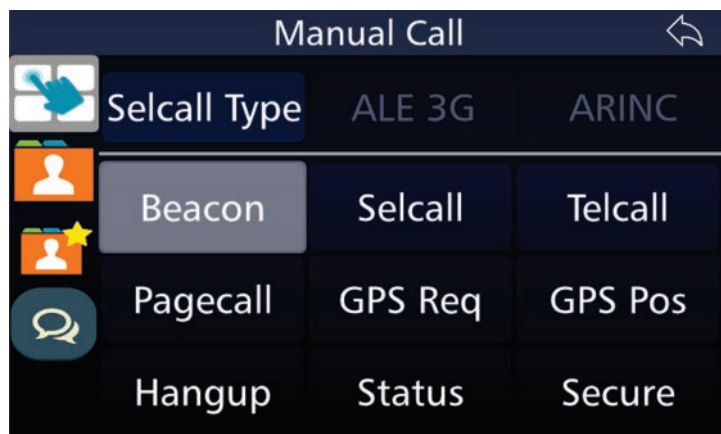 Manual Call
Selcall Type ALE 3G ARINC
Beacon Selcall Telcall
Pagecall GPS Req GPS Pos
Hangup Status Secure